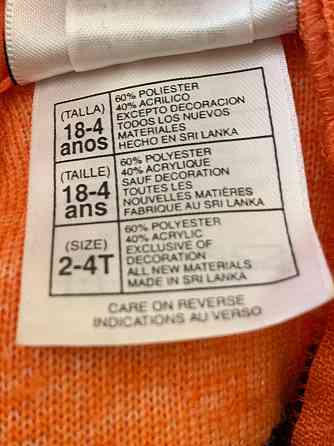 (TALLA)
18-4
anos
60% POLIESTER
40% ACRILICO
EXCEPTO DECORACION
TODOS LOS NUEVOS
MATERIALES
HECHO EN SRI LANKA
(TAILLE)
18-4
ans
60% POLYESTER
40% ACRYLIQUE
SAUF DECORATION
TOUTES LES
NOUVELLES MATIÈRES
FABRIQUE AU SRI LANKA
(SIZE)
2-4T
60% POLYESTER
40% ACRYLIC
EXCLUSIVE OF
DECORATION
ALL NEW MATERIALS
MADE IN SRI LANKA
CARE ON REVERSE
INDICATIONS AU VERSO